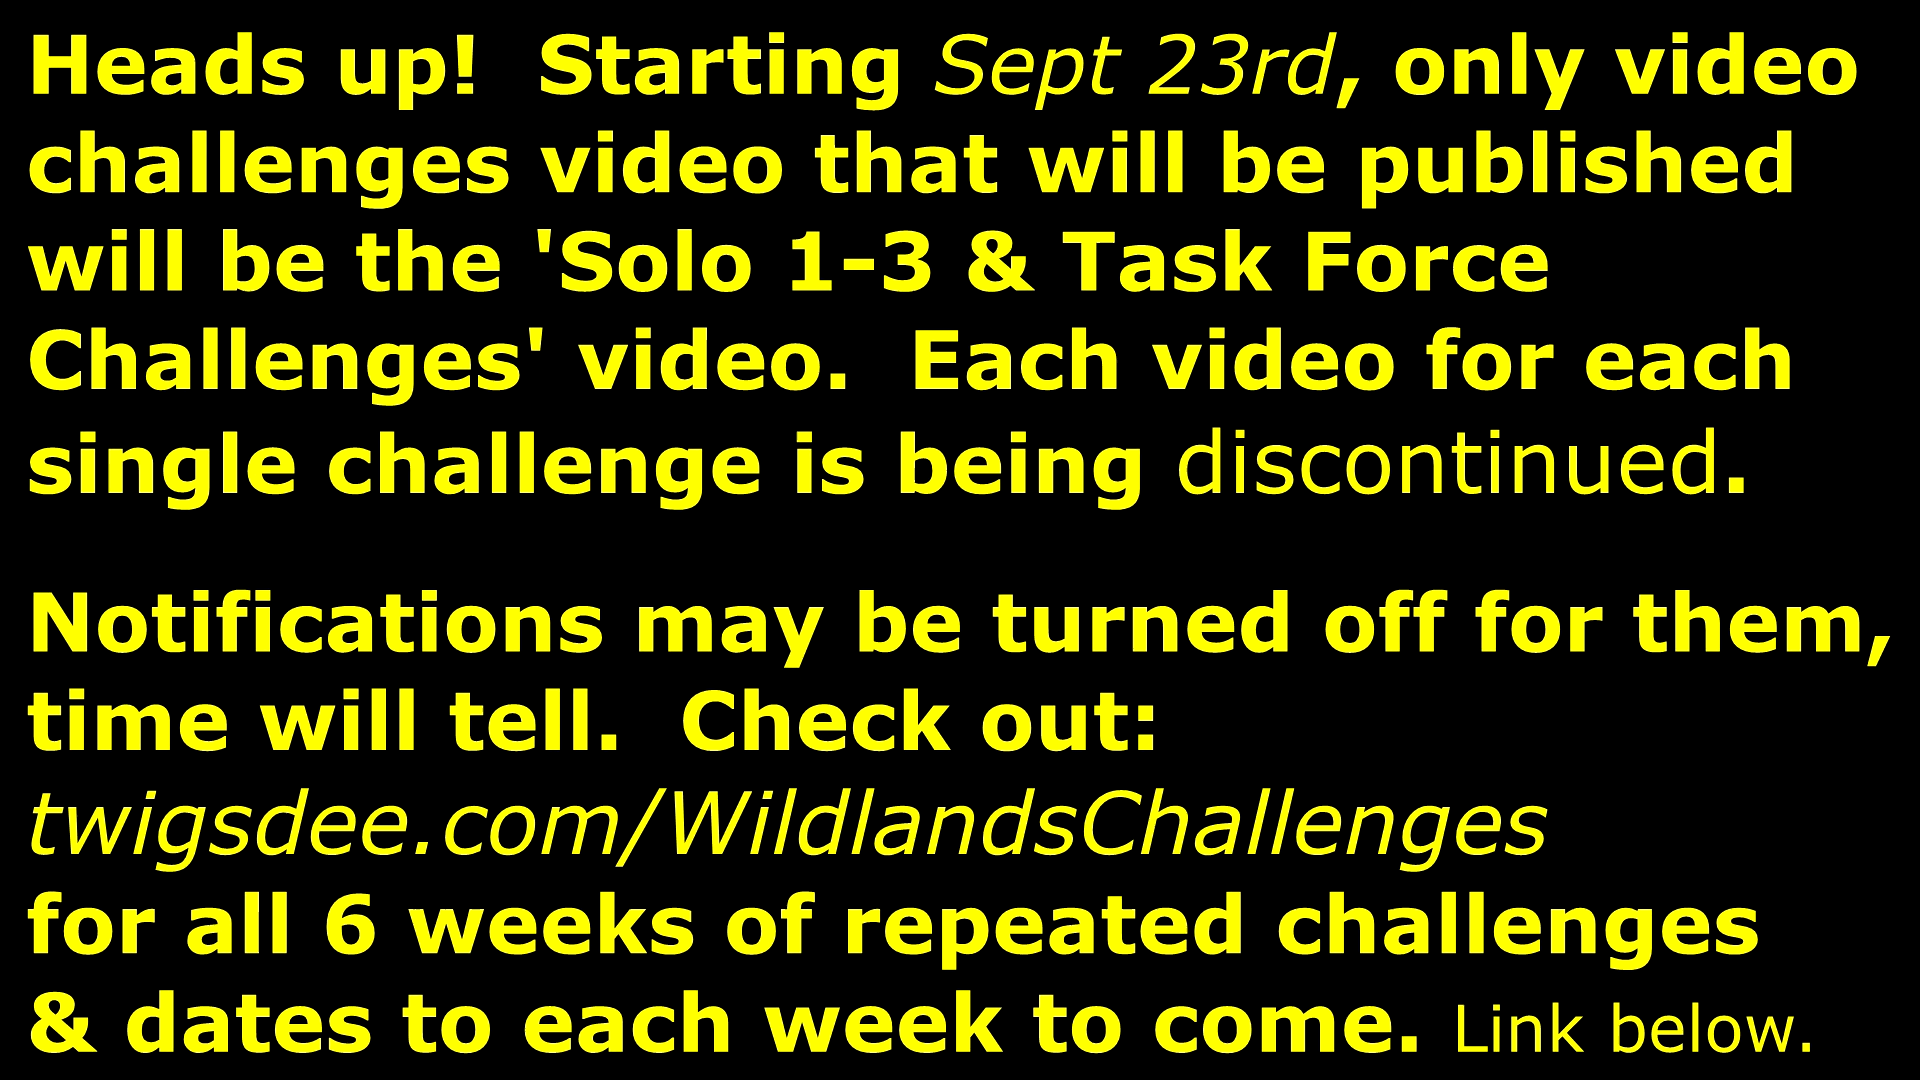 Heads up!  Starting Sept 23rd, only video
challenges video that will be published
will be the 'Solo 1-3 & Task Force
Challenges' video.  Each video for each
single challenge is being discontinued.
Notifications may be turned off for them,
time will tell.  Check out:
twigsdee.com/WildlandsChallenges
for all 6 weeks of repeated challenges
& dates to each week to come. Link below.